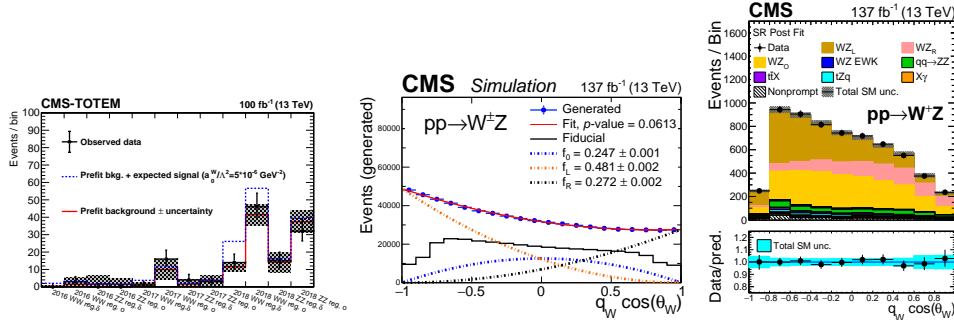 CMS-TOTEM
100 fb⁻¹ (13 TeV)
Events / bin
100
90
80
70
60
50
40
30
20
10
0
Observed data
Prefit bkg. + expected signal (a₀ᵂ/Λ²=5*10⁻⁶ GeV⁻²)
Prefit background ± uncertainty
2016 WW reg. δ
2016 WW reg. o
2016 ZZ reg. δ
2016 ZZ reg. o
2017 WW reg. δ
2017 WW reg. o
2017 ZZ reg. δ
2017 ZZ reg. o
2018 WW reg. δ
2018 WW reg. o
2018 ZZ reg. δ
2018 ZZ reg. o
CMS Simulation
137 fb⁻¹ (13 TeV)
Events (generated)
80000
60000
40000
20000
0
pp→W±Z
Generated
Fit, p-value = 0.0613
Fiducial
f₀ = 0.247 ± 0.001
f_L = 0.481 ± 0.002
f_R = 0.272 ± 0.002
−1 −0.5 0 0.5 1
q_W cos(θ_W)
CMS
137 fb⁻¹ (13 TeV)
Events / Bin
1600
1400
1200
1000
800
600
400
200
0
SR Post Fit
Data WZ_L WZ_R
WZ_O WZ EWK qq→ZZ
tt̄X tZq Xγ
Nonprompt Total SM unc.
pp→W±Z
Data/pred.
1.2
1.1
1.0
0.9
0.8
Total SM unc.
−1 −0.8 −0.6 −0.4 −0.2 0 0.2 0.4 0.6 0.8
q_W cos(θ_W)